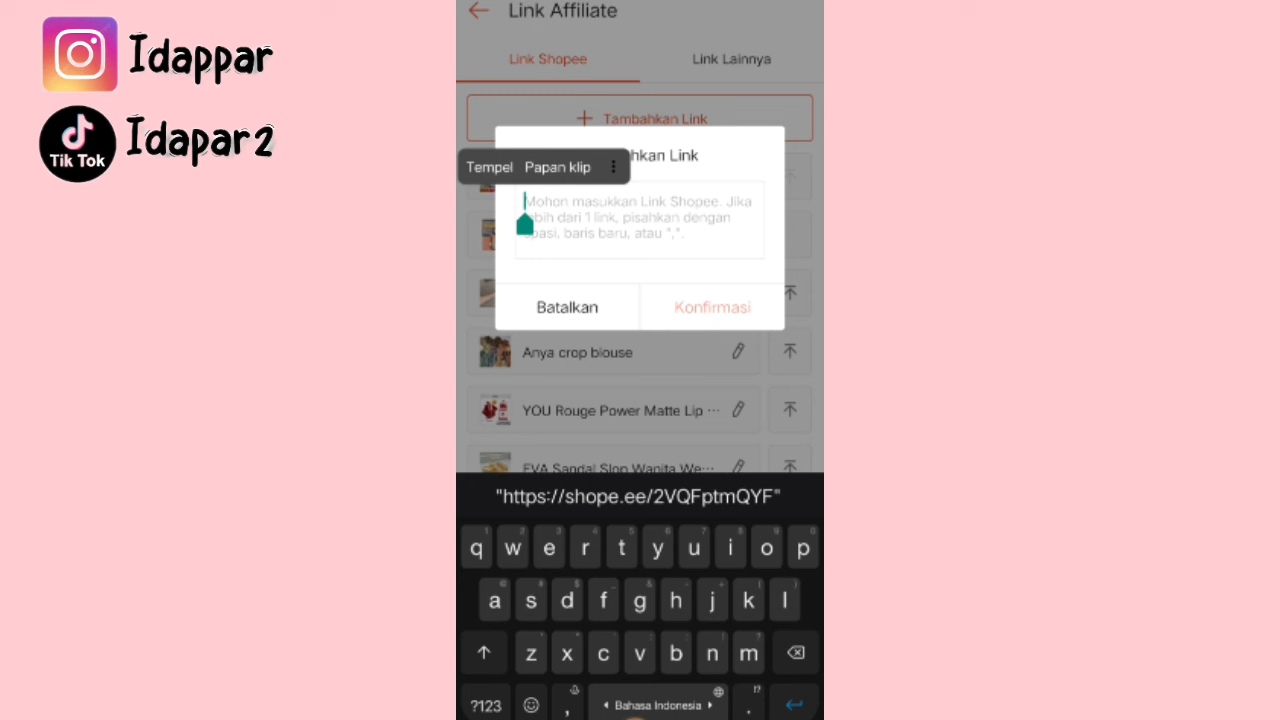 Idappar
Tik Tok
Idapar2
Link Affiliate
Link Shopee
Link Lainnya
Tambahkan Link
hkan Link
Tempel Papan klip
Mohon masukkan Link Shopee. Jika
ebih dari 1 link, pisahkan dengan
spasi, baris baru, atau ",".
Batalkan
Konfirmasi
Anya crop blouse
YOU Rouge Power Matte Lip ...
EVA Sandal Slop Wanita We...
"https://shope.ee/2VQFptmQYF"
q w e r t y u i o p
a s d f g h j k l
z x c v b n m
?123 , Bahasa Indonesia .